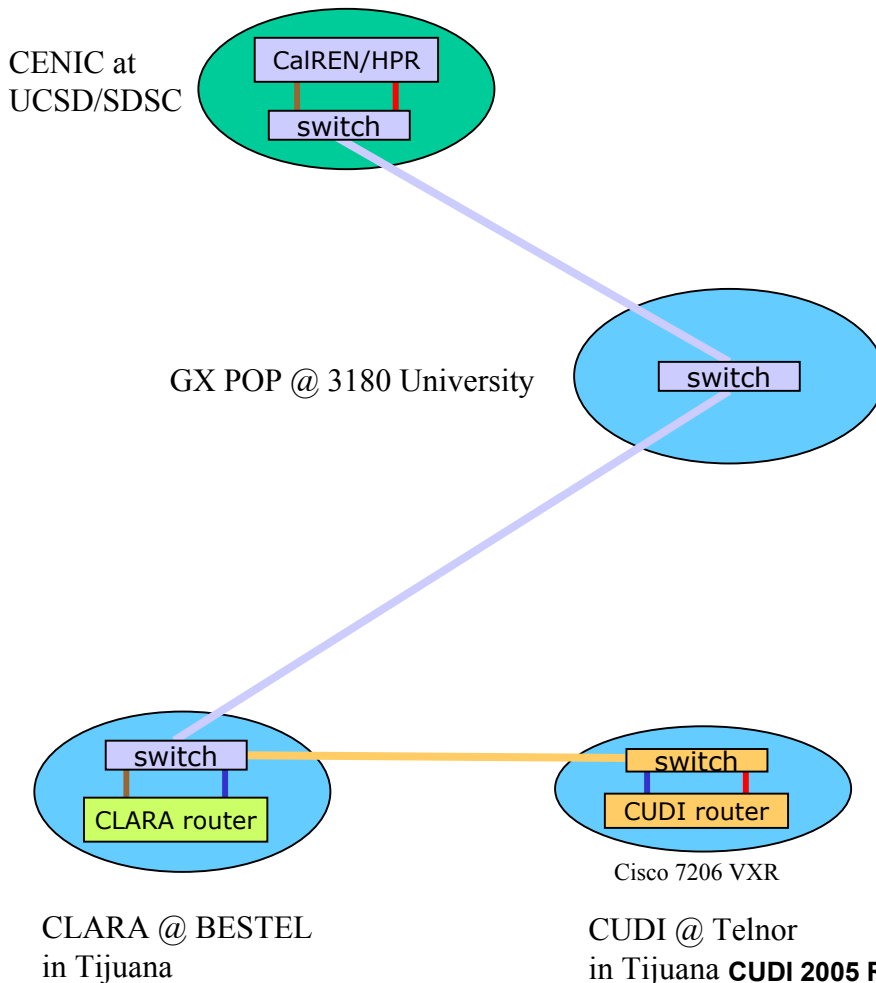 CENIC at
UCSD/SDSC
CalREN/HPR
switch
GX POP @ 3180 University
switch
switch
CLARA router
switch
CUDI router
Cisco 7206 VXR
CLARA @ BESTEL
in Tijuana
CUDI @ Telnor
in Tijuana
CUDI 2005